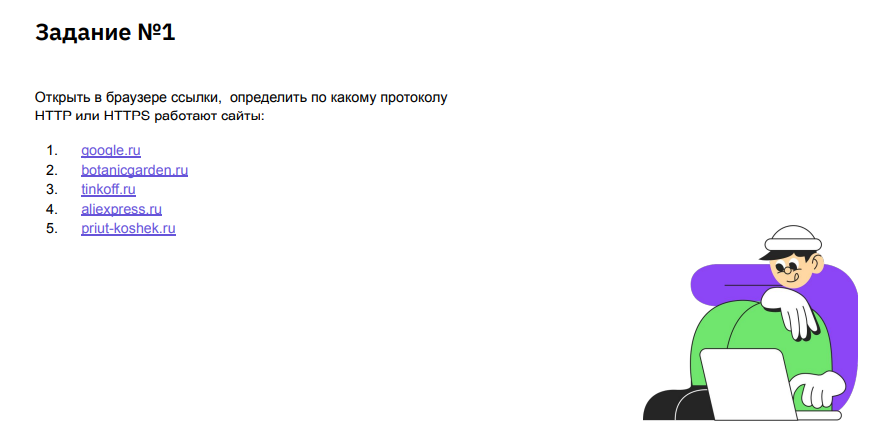 Задание №1
Открыть в браузере ссылки, определить по какому протоколу
HTTP или HTTPS работают сайты:
1. google.ru
2. botanicgarden.ru
3. tinkoff.ru
4. aliexpress.ru
5. priut-koshek.ru